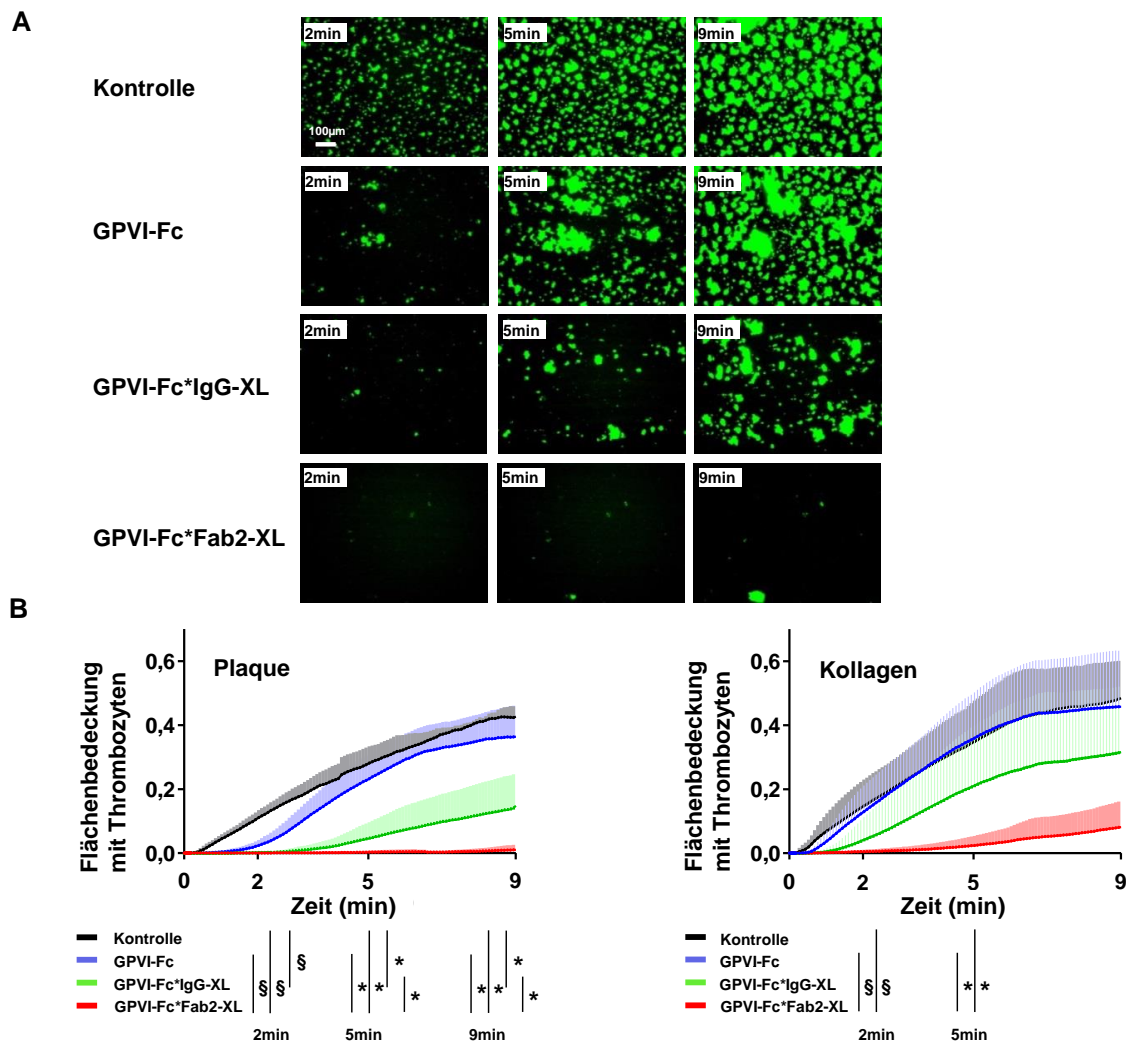 A
Kontrolle
2min
5min
9min
100µm
GPVI-Fc
2min
5min
9min
GPVI-Fc*IgG-XL
2min
5min
9min
GPVI-Fc*Fab2-XL
2min
5min
9min
B
Flächenbedeckung
mit Thrombozyten
0,6
0,4
0,2
0,0
Plaque
0 2 5 9
Zeit (min)
Kontrolle
GPVI-Fc
GPVI-Fc*IgG-XL
GPVI-Fc*Fab2-XL
§ § §
* * * *
* * * *
2min 5min 9min
Flächenbedeckung
mit Thrombozyten
0,6
0,4
0,2
0,0
Kollagen
0 2 5 9
Zeit (min)
Kontrolle
GPVI-Fc
GPVI-Fc*IgG-XL
GPVI-Fc*Fab2-XL
§ §
* *
2min 5min